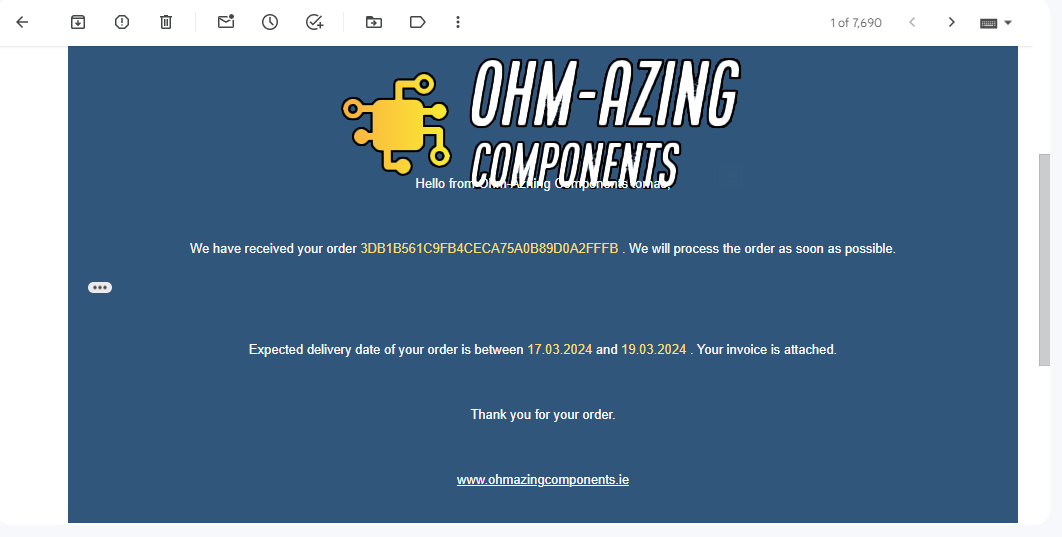 1 of 7,690
OHM-AZING
COMPONENTS
Hello from Ohm-Azning Components tomas,
We have received your order 3DB1B561C9FB4CECA75A0B89D0A2FFFB . We will process the order as soon as possible.
Expected delivery date of your order is between 17.03.2024 and 19.03.2024 . Your invoice is attached.
Thank you for your order.
www.ohmazingcomponents.ie